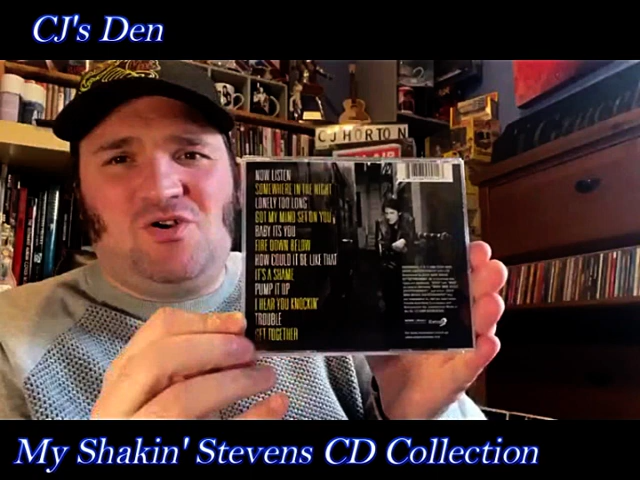 CJ's Den
CJ HORTON
NOW LISTEN
SOMEWHERE IN THE NIGHT
LONELY TOO LONG
GOT MY MIND SET ON YOU
BABY ITS YOU
FIRE DOWN BELOW
HOW COULD IT BE LIKE THAT
IT'S A SHAME
PUMP IT UP
I HEAR YOU KNOCKIN'
TROUBLE
GET TOGETHER
My Shakin' Stevens CD Collection